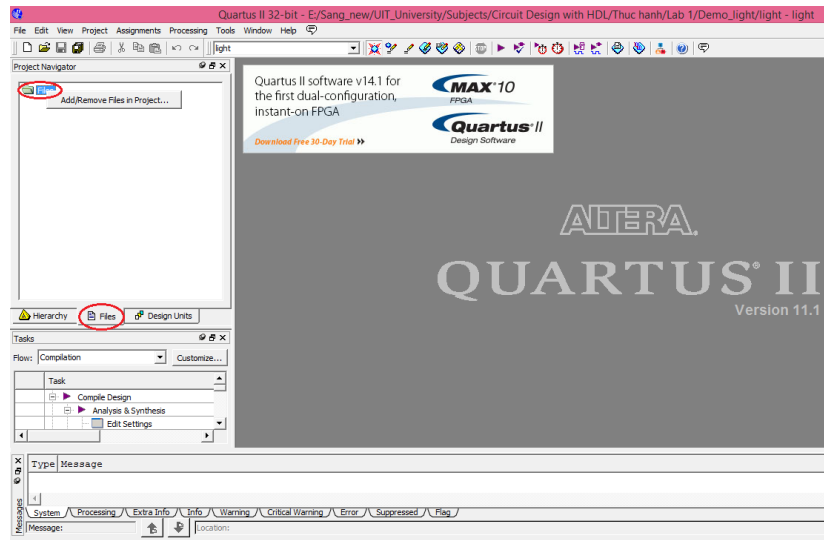 Quartus II 32-bit - E:/Sang_new/UIT_University/Subjects/Circuit Design with HDL/Thuc hanh/Lab 1/Demo_light/light - light
File Edit View Project Assignments Processing Tools Window Help
light
Project Navigator
Files
Add/Remove Files in Project...
Quartus II software v14.1 for
the first dual-configuration,
instant-on FPGA
Download Free 30-Day Trial
MAX 10
FPGA
Quartus II
Design Software
ALTERA.
QUARTUS® II
Version 11.1
Hierarchy Files Design Units
Tasks
Flow: Compilation Customize...
Task
Compile Design
Analysis & Synthesis
Edit Settings
Type Message
System Processing Extra Info Info Warning Critical Warning Error Suppressed Flag
Messages
Message: Location: